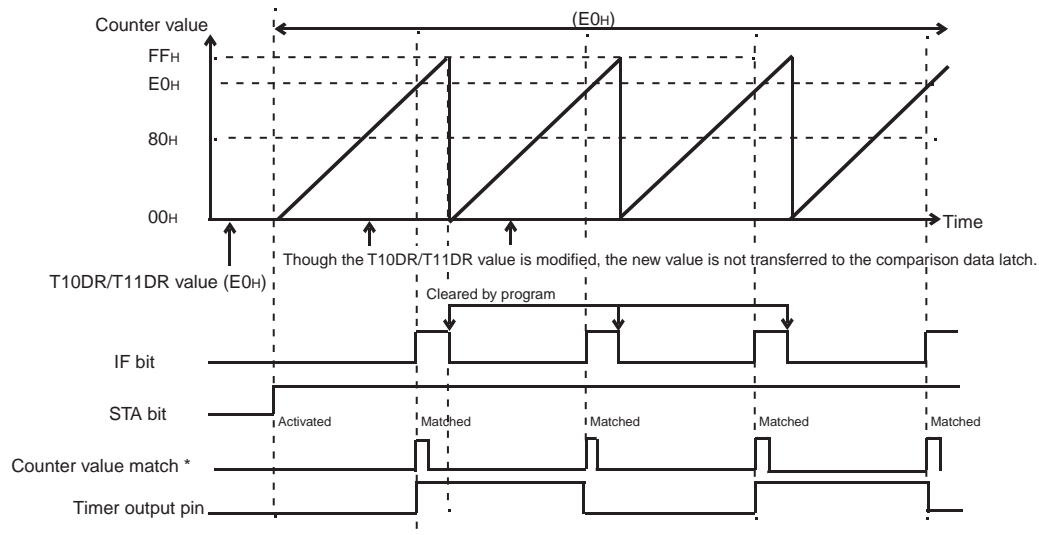 (E0H)
Counter value
FFH
E0H
80H
00H
Time
Though the T10DR/T11DR value is modified, the new value is not transferred to the comparison data latch.
T10DR/T11DR value (E0H)
Cleared by program
IF bit
STA bit
Activated Matched Matched Matched Matched
Counter value match *
Timer output pin